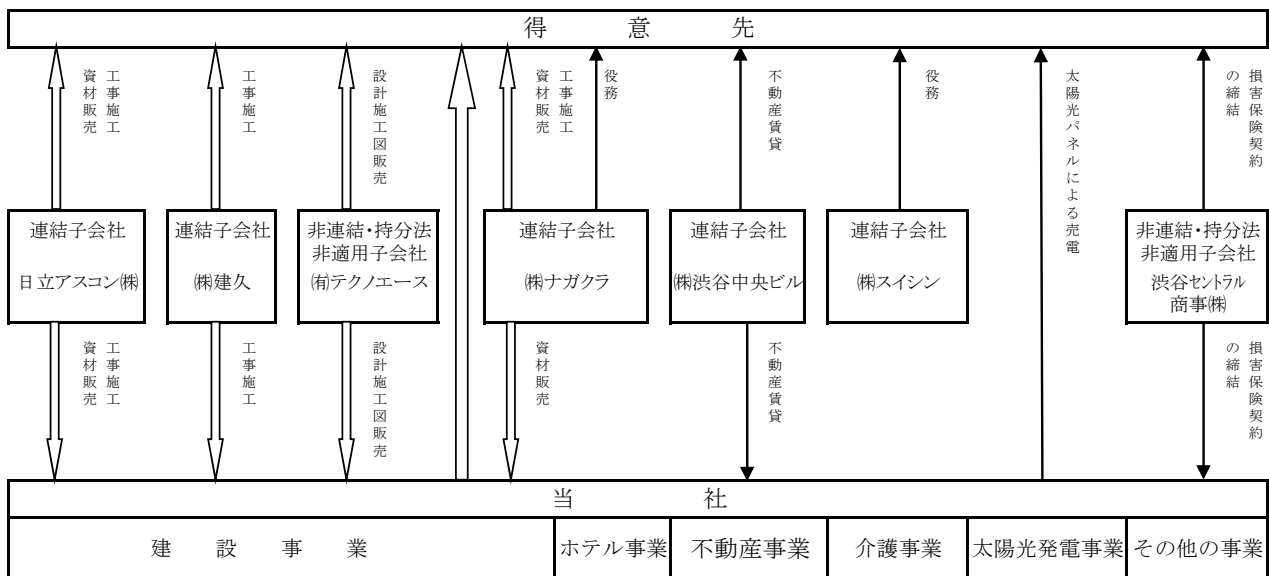 得意先
工事施工
資材販売
工事施工
設計施工図販売
工事施工
資材販売
役務
不動産賃貸
役務
太陽光パネルによる売電
損害保険契約
の締結
連結子会社
日立アスコン㈱
連結子会社
㈱建久
非連結・持分法
非適用子会社
㈲テクノエース
連結子会社
㈱ナガクラ
連結子会社
㈱渋谷中央ビル
連結子会社
㈱スイシン
非連結・持分法
非適用子会社
渋谷セントラル
商事㈱
工事施工
資材販売
工事施工
設計施工図販売
資材販売
不動産賃貸
損害保険契約
の締結
当社
建設事業
ホテル事業
不動産事業
介護事業
太陽光発電事業
その他の事業